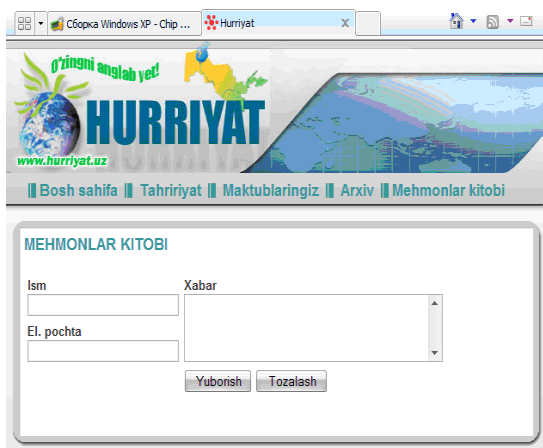 Сборка Windows XP - Chip ...
Hurriyat
O'zingni anglab yet!
HURRIYAT
www.hurriyat.uz
Bosh sahifa Tahririyat Maktublaringiz Arxiv Mehmonlar kitobi
MEHMONLAR KITOBI
Ism Xabar
El. pochta
Yuborish Tozalash